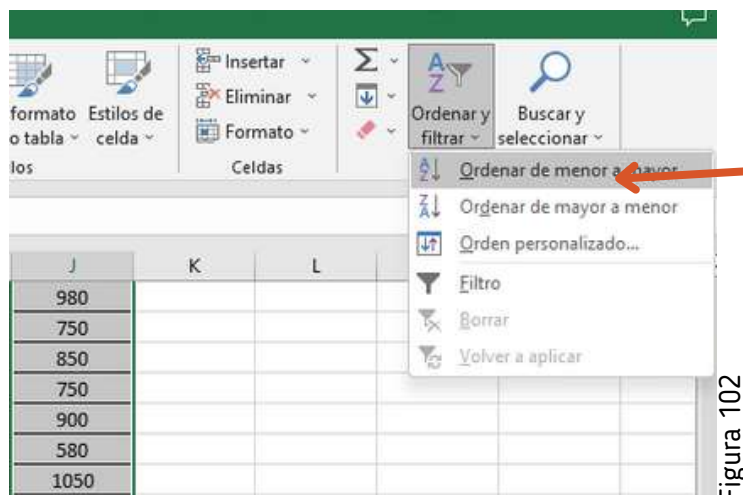 Insertar
Eliminar
Formato
formato
o tabla
Estilos de
celda
Ordenar y
filtrar
Buscar y
seleccionar
los
Celdas
Ordenar de menor a mayor
Ordenar de mayor a menor
Orden personalizado...
Filtro
Borrar
Volver a aplicar
J K L
980
750
850
750
900
580
1050
Figura 102